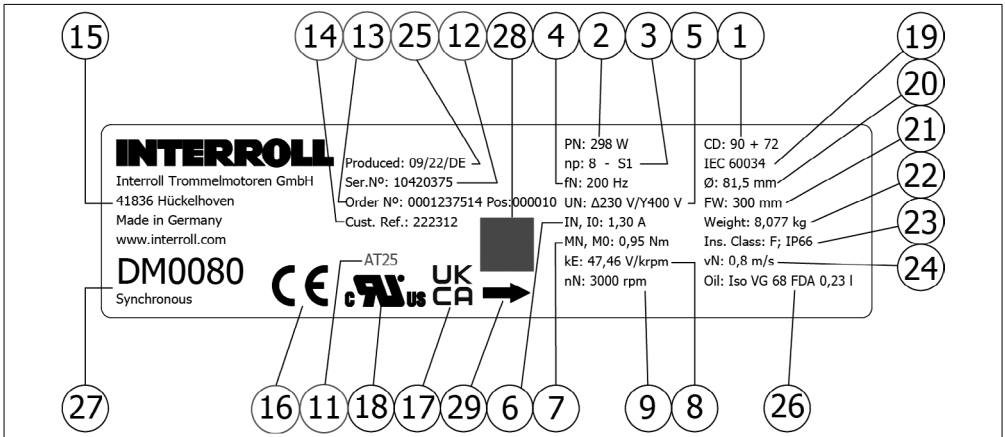 15 14 13 25 12 28 4 2 3 5 1 19
20
21
22
23
24
INTERROLL
Interroll Trommelmotoren GmbH
41836 Hückelhoven
Made in Germany
www.interroll.com
DM0080
Synchronous
Produced: 09/22/DE
Ser.Nº: 10420375
Order Nº: 0001237514 Pos:000010
Cust. Ref.: 222312
AT25
CE
c RU us
UK
CA
PN: 298 W
np: 8 - S1
fN: 200 Hz
UN: Δ230 V/Y400 V
IN, I0: 1,30 A
MN, M0: 0,95 Nm
kE: 47,46 V/krpm
nN: 3000 rpm
CD: 90 + 72
IEC 60034
Ø: 81,5 mm
FW: 300 mm
Weight: 8,077 kg
Ins. Class: F; IP66
vN: 0,8 m/s
Oil: Iso VG 68 FDA 0,23 l
27 16 11 18 17 29 6 7 9 8 26